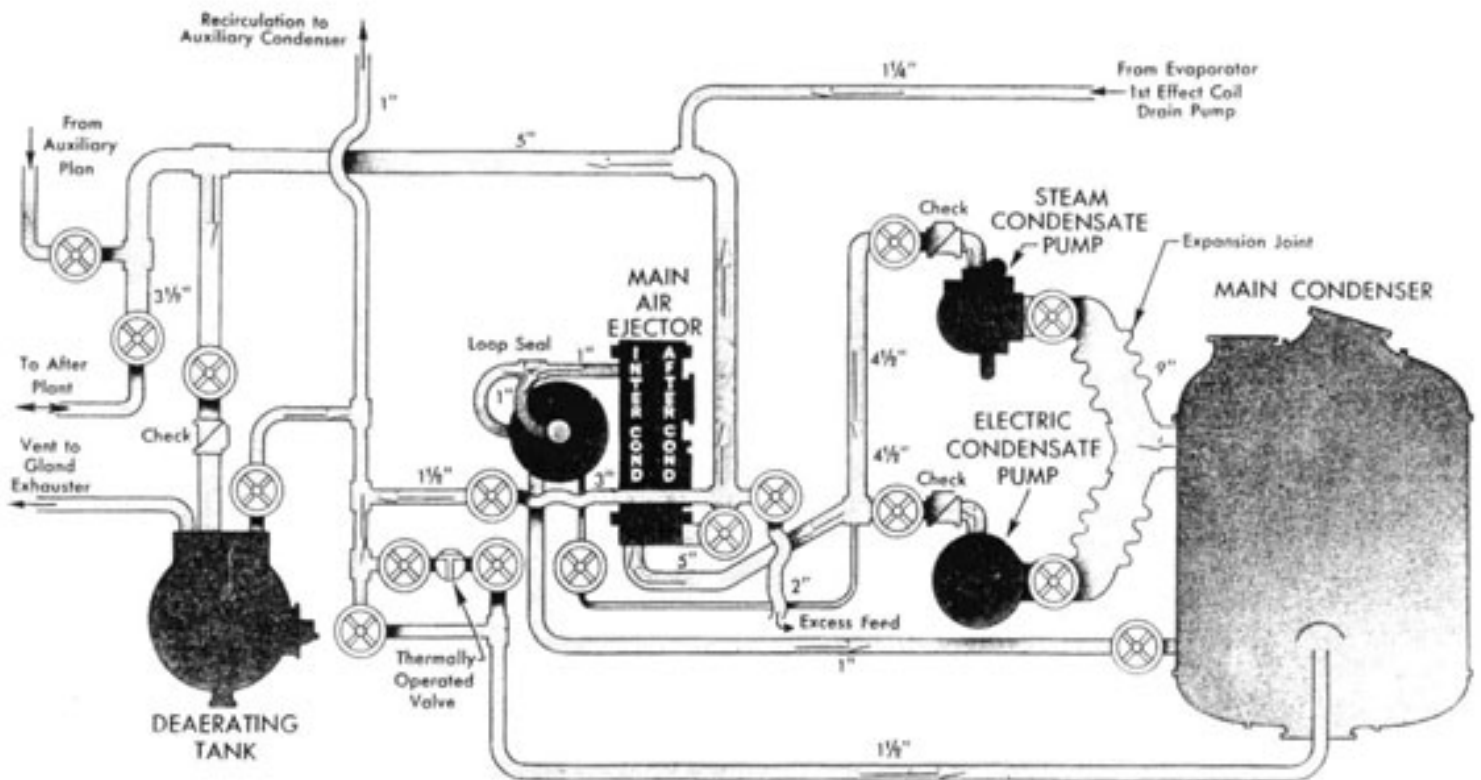 Recirculation to
Auxiliary Condenser
1"
From
Auxiliary
Plan
5"
1¼"
From Evaporator
1st Effect Coil
Drain Pump
3½"
To After
Plant
Vent to
Gland
Exhauster
Check
DEAERATING
TANK
Loop Seal
1"
1"
MAIN
AIR
EJECTOR
INTER COND
AFTER COND
1½"
3"
5"
2"
Excess Feed
Thermally
Operated
Valve
Check
STEAM
CONDENSATE
PUMP
Expansion Joint
4½"
4½"
ELECTRIC
CONDENSATE
PUMP
Check
9"
MAIN CONDENSER
1"
1½"